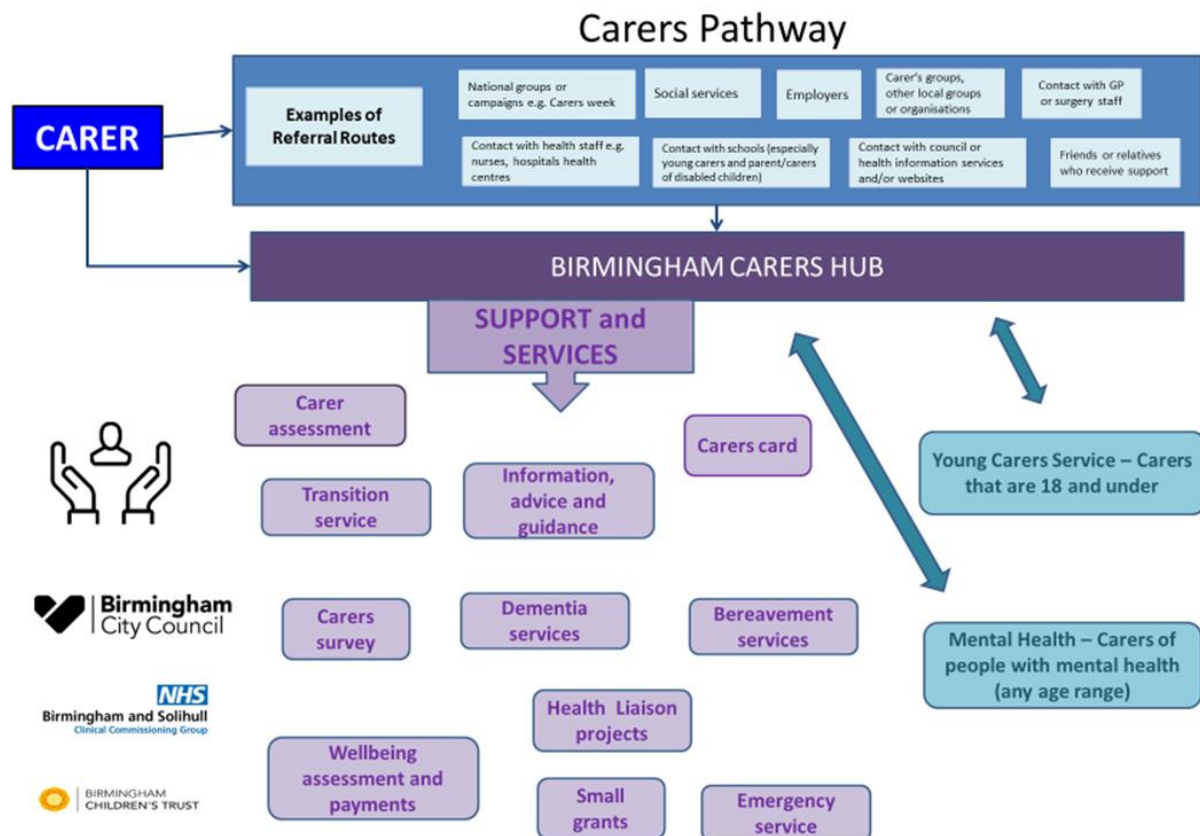 Carers Pathway
CARER
Examples of
Referral Routes
National groups or
campaigns e.g. Carers week
Social services
Employers
Carer's groups,
other local groups
or organisations
Contact with GP
or surgery staff
Contact with health staff e.g.
nurses, hospitals health
centres
Contact with schools (especially
young carers and parent/carers
of disabled children)
Contact with council or
health information services
and/or websites
Friends or relatives
who receive support
BIRMINGHAM CARERS HUB
SUPPORT and
SERVICES
Carer
assessment
Carers card
Information,
advice and
guidance
Transition
service
Young Carers Service – Carers
that are 18 and under
Birmingham
City Council
Carers
survey
Dementia
services
Bereavement
services
Mental Health – Carers of
people with mental health
(any age range)
NHS
Birmingham and Solihull
Clinical Commissioning Group
Health Liaison
projects
Wellbeing
assessment and
payments
BIRMINGHAM
CHILDREN'S TRUST
Small
grants
Emergency
service